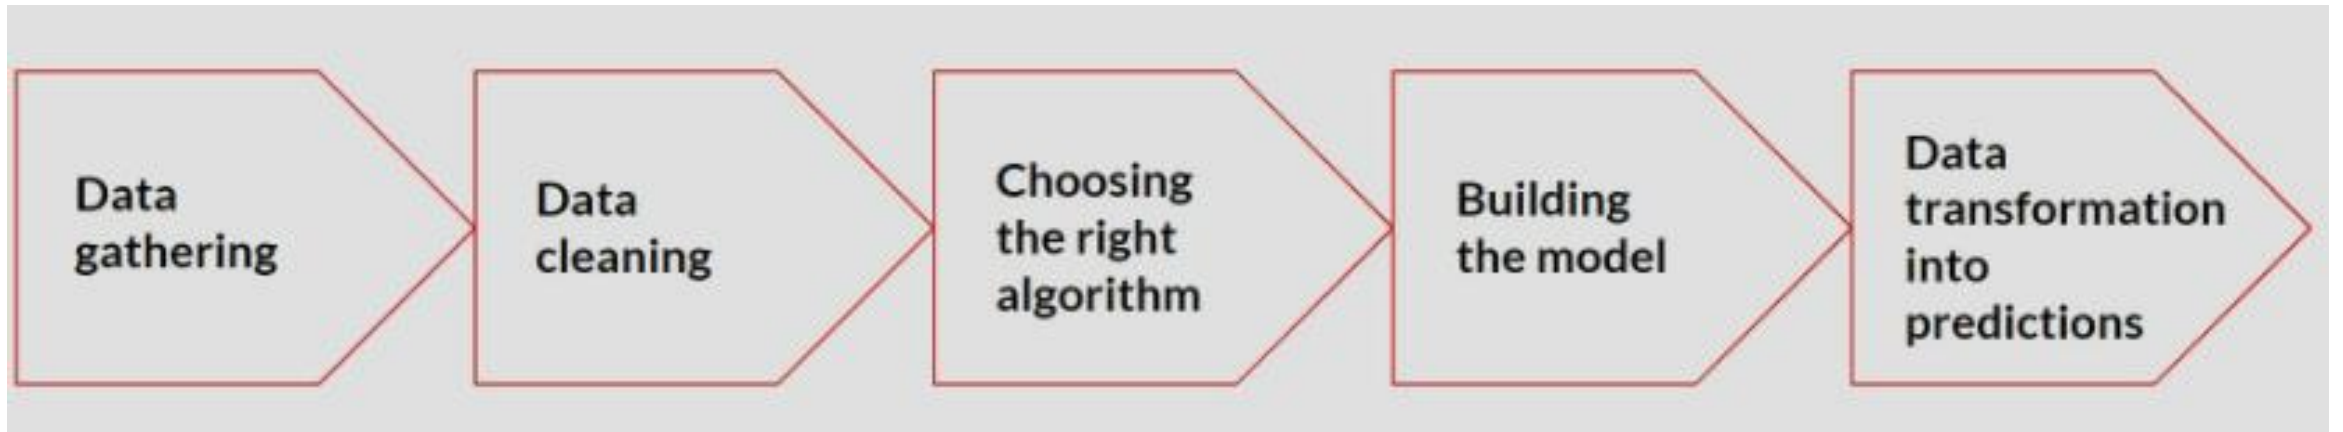 Data
gathering
Data
cleaning
Choosing
the right
algorithm
Building
the model
Data
transformation
into
predictions